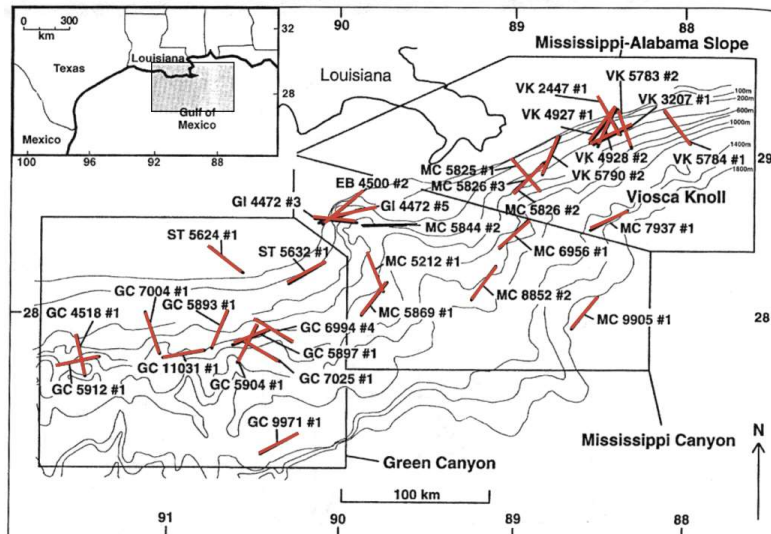 90
89
88
32
28
24
0
300
km
Louisiana
Texas
Gulf of
Mexico
Mexico
100
96
92
88
Mississippi-Alabama Slope
Louisiana
VK 5783 #2
VK 2447 #1
VK 3207 #1
VK 4927 #1
100m
200m
600m
1000m
1400m
1800m
VK 4928 #2
VK 5784 #1
29
MC 5825 #1
VK 5790 #2
MC 5826 #3
EB 4500 #2
MC 5826 #2
Viosca Knoll
GI 4472 #3
GI 4472 #5
MC 5844 #2
MC 7937 #1
ST 5624 #1
MC 6956 #1
ST 5632 #1
MC 5212 #1
GC 7004 #1
MC 8852 #2
GC 5893 #1
28
GC 4518 #1
MC 5869 #1
MC 9905 #1
28
GC 6994 #4
GC 5897 #1
GC 11031 #1
GC 7025 #1
GC 5912 #1
GC 5904 #1
GC 9971 #1
Mississippi Canyon
Green Canyon
N
100 km
91
90
89
88